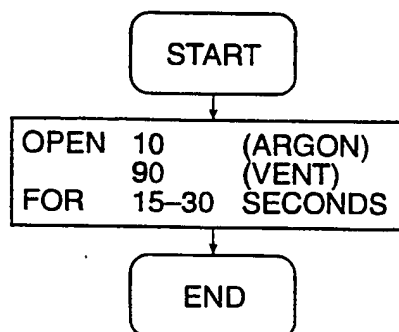 START
OPEN 10 (ARGON)
90 (VENT)
FOR 15–30 SECONDS
END